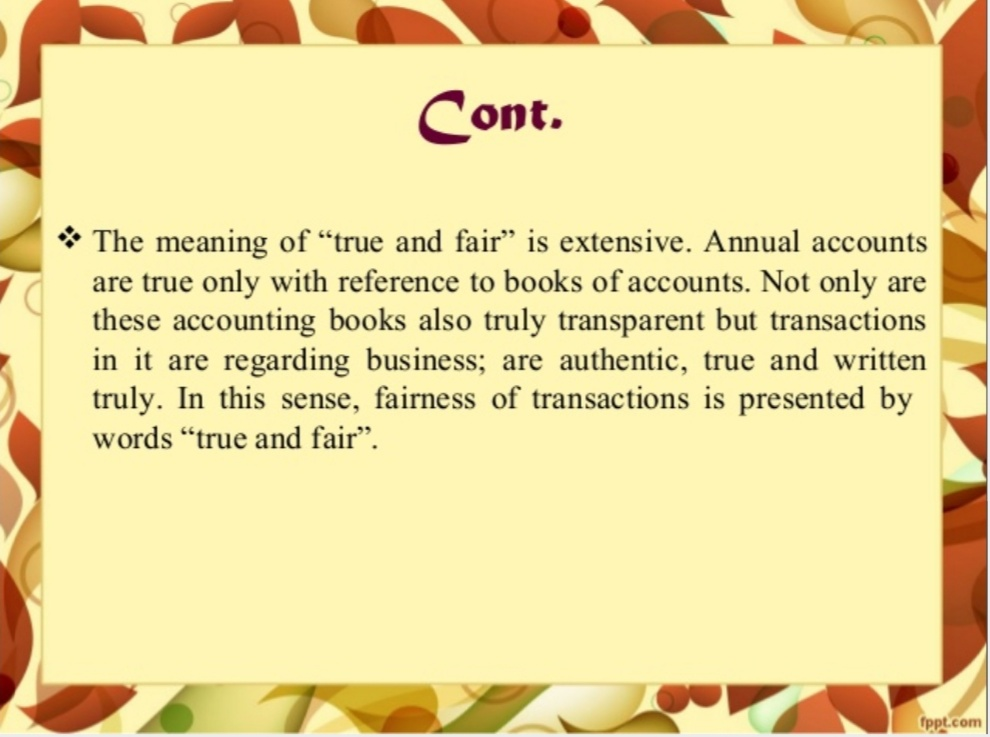 Cont.
❖ The meaning of “true and fair” is extensive. Annual accounts
are true only with reference to books of accounts. Not only are
these accounting books also truly transparent but transactions
in it are regarding business; are authentic, true and written
truly. In this sense, fairness of transactions is presented by
words “true and fair”.
fppt.com